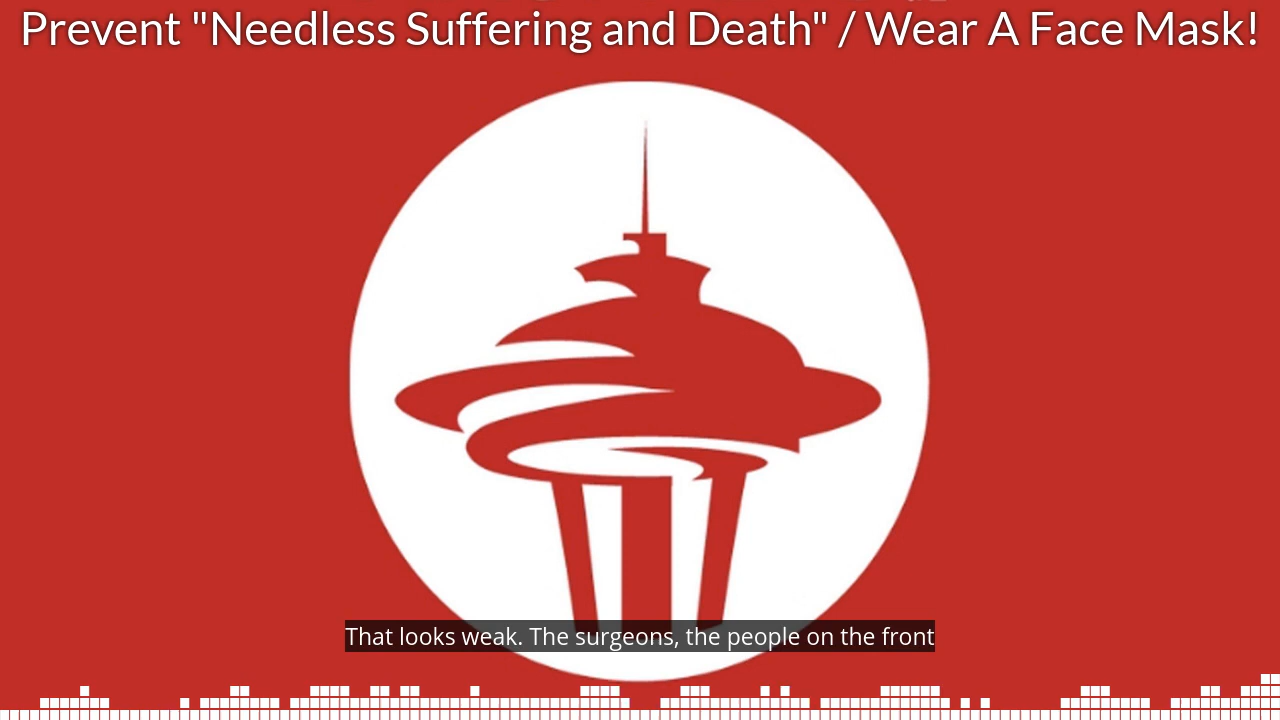 Prevent "Needless Suffering and Death" / Wear A Face Mask!
That looks weak. The surgeons, the people on the front